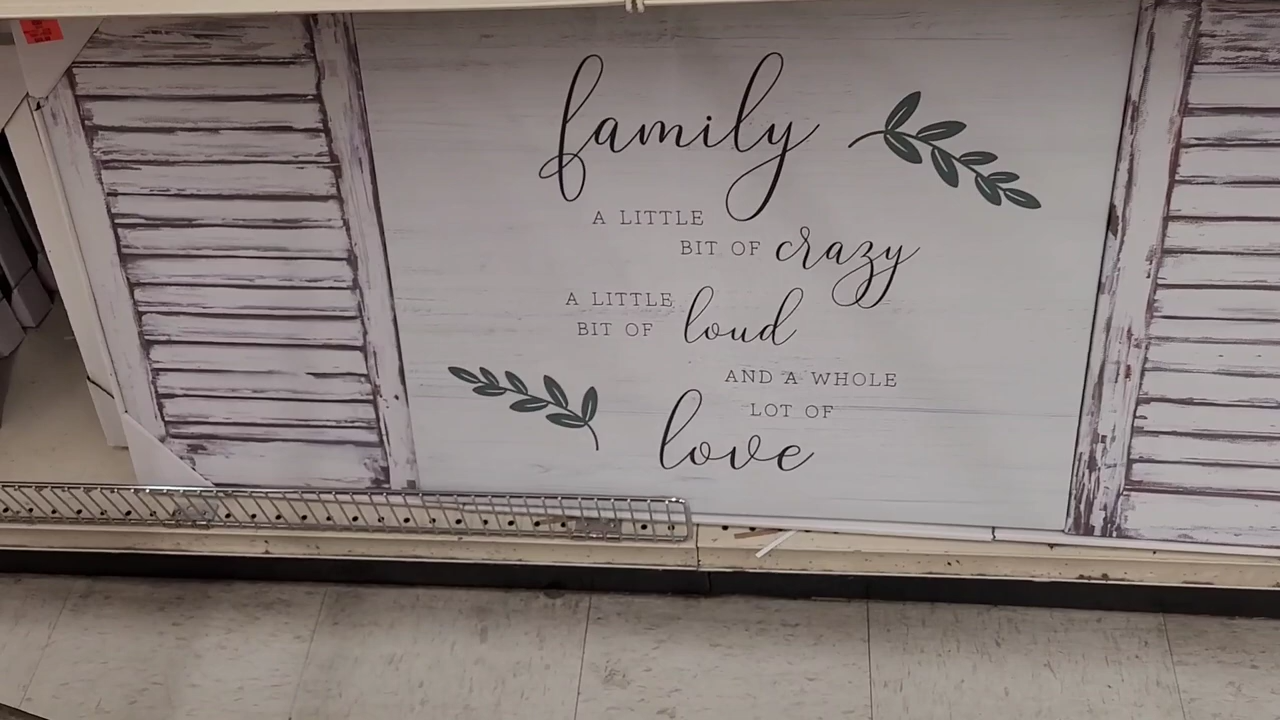 family
A LITTLE
BIT OF crazy
A LITTLE
BIT OF loud
AND A WHOLE
LOT OF
love